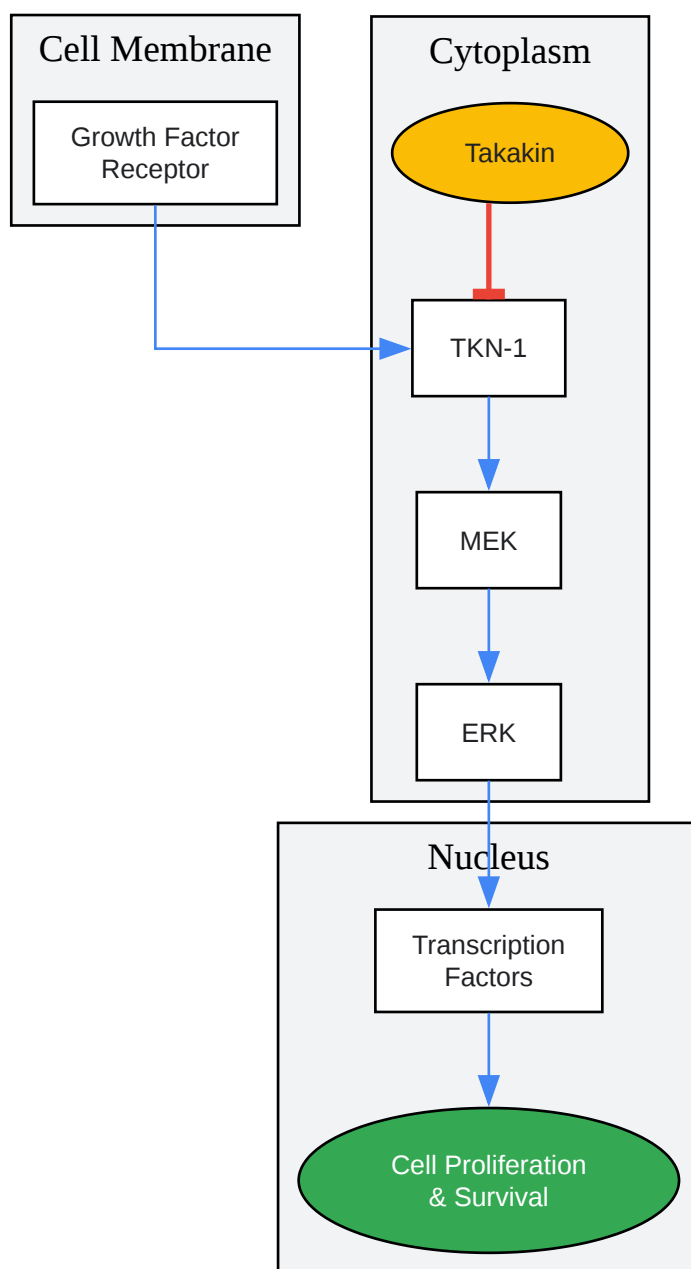 Cell Membrane
Growth Factor
Receptor
Cytoplasm
Takakin
TKN-1
MEK
ERK
Nucleus
Transcription
Factors
Cell Proliferation
& Survival